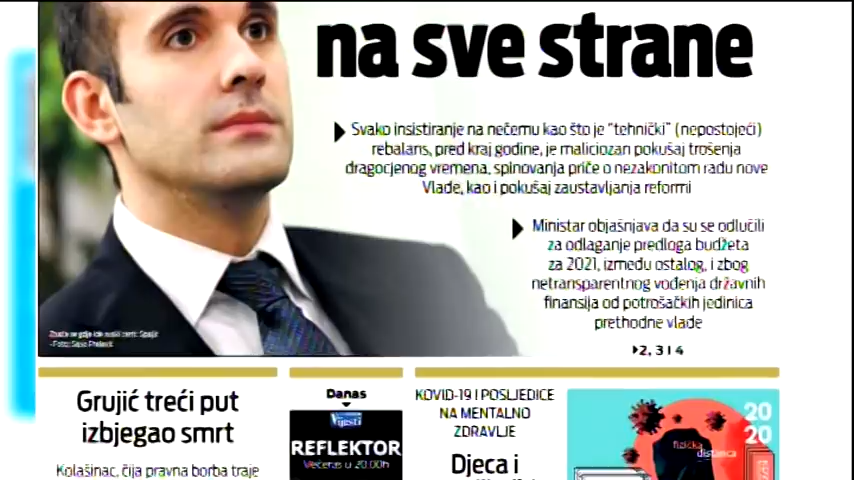 na sve strane
Svako insistiranje na nečemu kao što je "tehnički" (nepostojeći)
rebalans, pred kraj godine, je maliciozan pokušaj trošenja
dragocjenog vremena, spinovanja priče o nezakonitom radu nove
Vlade, kao i pokušaj zaustavljanja reformi
Ministar objašnjava da su se odlučili
za odlaganje predloga budžeta
za 2021, između ostalog, i zbog
netransparentnog vođenja državnih
finansija od potrošačkih jedinica
prethodne vlade
2, 3 i 4
Grujić treći put
izbjegao smrt
Kolašinac, čija pravna borba traje
Danas
Vijesti
REFLEKTOR
Večeras u 20.00h
KOVID-19 I POSLJEDICE
NA MENTALNO
ZDRAVLJE
Djeca i
20
20
fizička
distanca